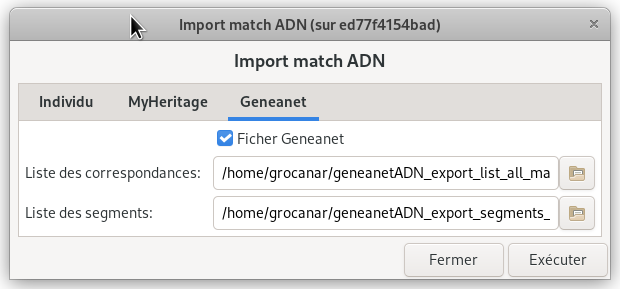 Import match ADN (sur ed77f4154bad)
Import match ADN
Individu MyHeritage Geneanet
Ficher Geneanet
Liste des correspondances: /home/grocanar/geneanetADN_export_list_all_ma
Liste des segments: /home/grocanar/geneanetADN_export_segments_
Fermer Exécuter